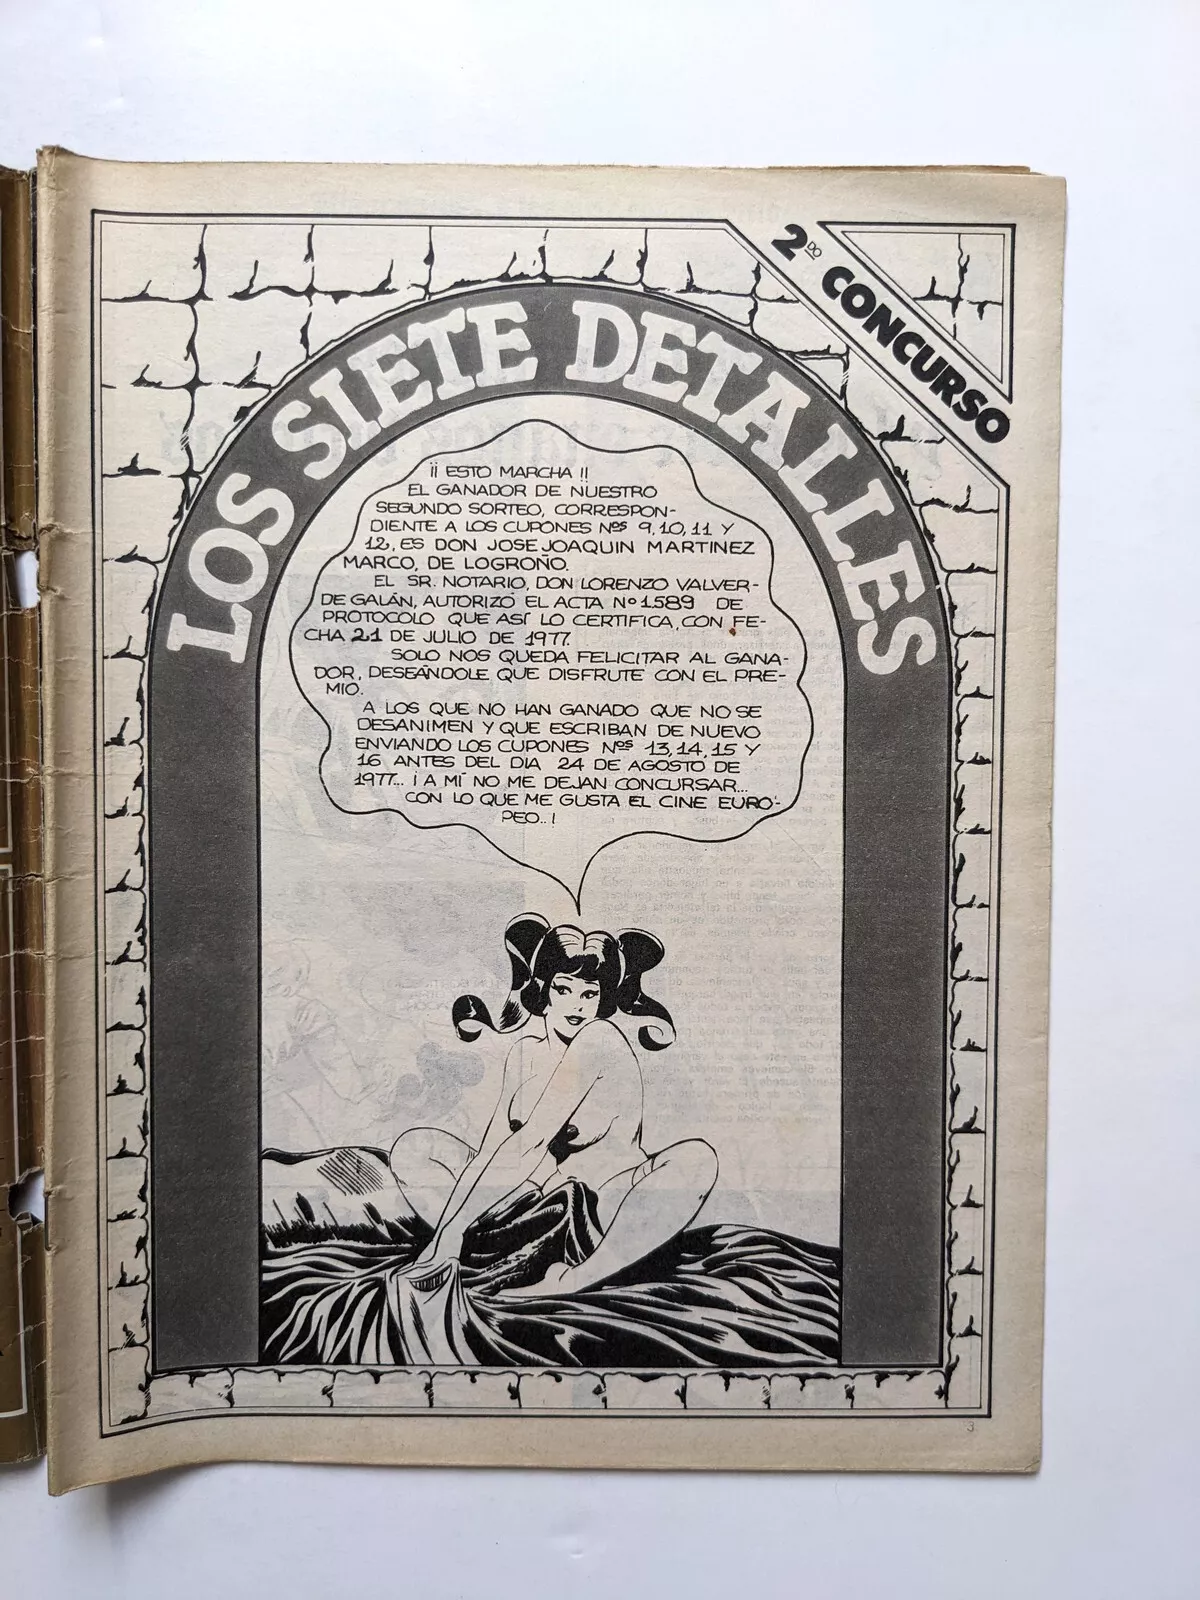 2DO CONCURSO
LOS SIETE DETALLES
¡¡ ESTO MARCHA !!
EL GANADOR DE NUESTRO
SEGUNDO SORTEO, CORRESPON-
DIENTE A LOS CUPONES Nos 9, 10, 11 Y
12, ES DON JOSE JOAQUIN MARTINEZ
MARCO, DE LOGROÑO.
EL SR. NOTARIO, DON LORENZO VALVER-
DE GALÁN, AUTORIZÓ EL ACTA Nº 1.589 DE
PROTOCOLO QUE ASÍ LO CERTIFICA, CON FE-
CHA 21 DE JULIO DE 1977.
SOLO NOS QUEDA FELICITAR AL GANA-
DOR, DESEÁNDOLE QUE DISFRUTE CON EL PRE-
MIO.
A LOS QUE NO HAN GANADO QUE NO SE
DESANIMEN Y QUE ESCRIBAN DE NUEVO
ENVIANDO LOS CUPONES Nos 13, 14, 15 Y
16 ANTES DEL DIA 24 DE AGOSTO DE
1977... ¡ A MÍ NO ME DEJAN CONCURSAR...
CON LO QUE ME GUSTA EL CINE EURO-
PEO..!
3